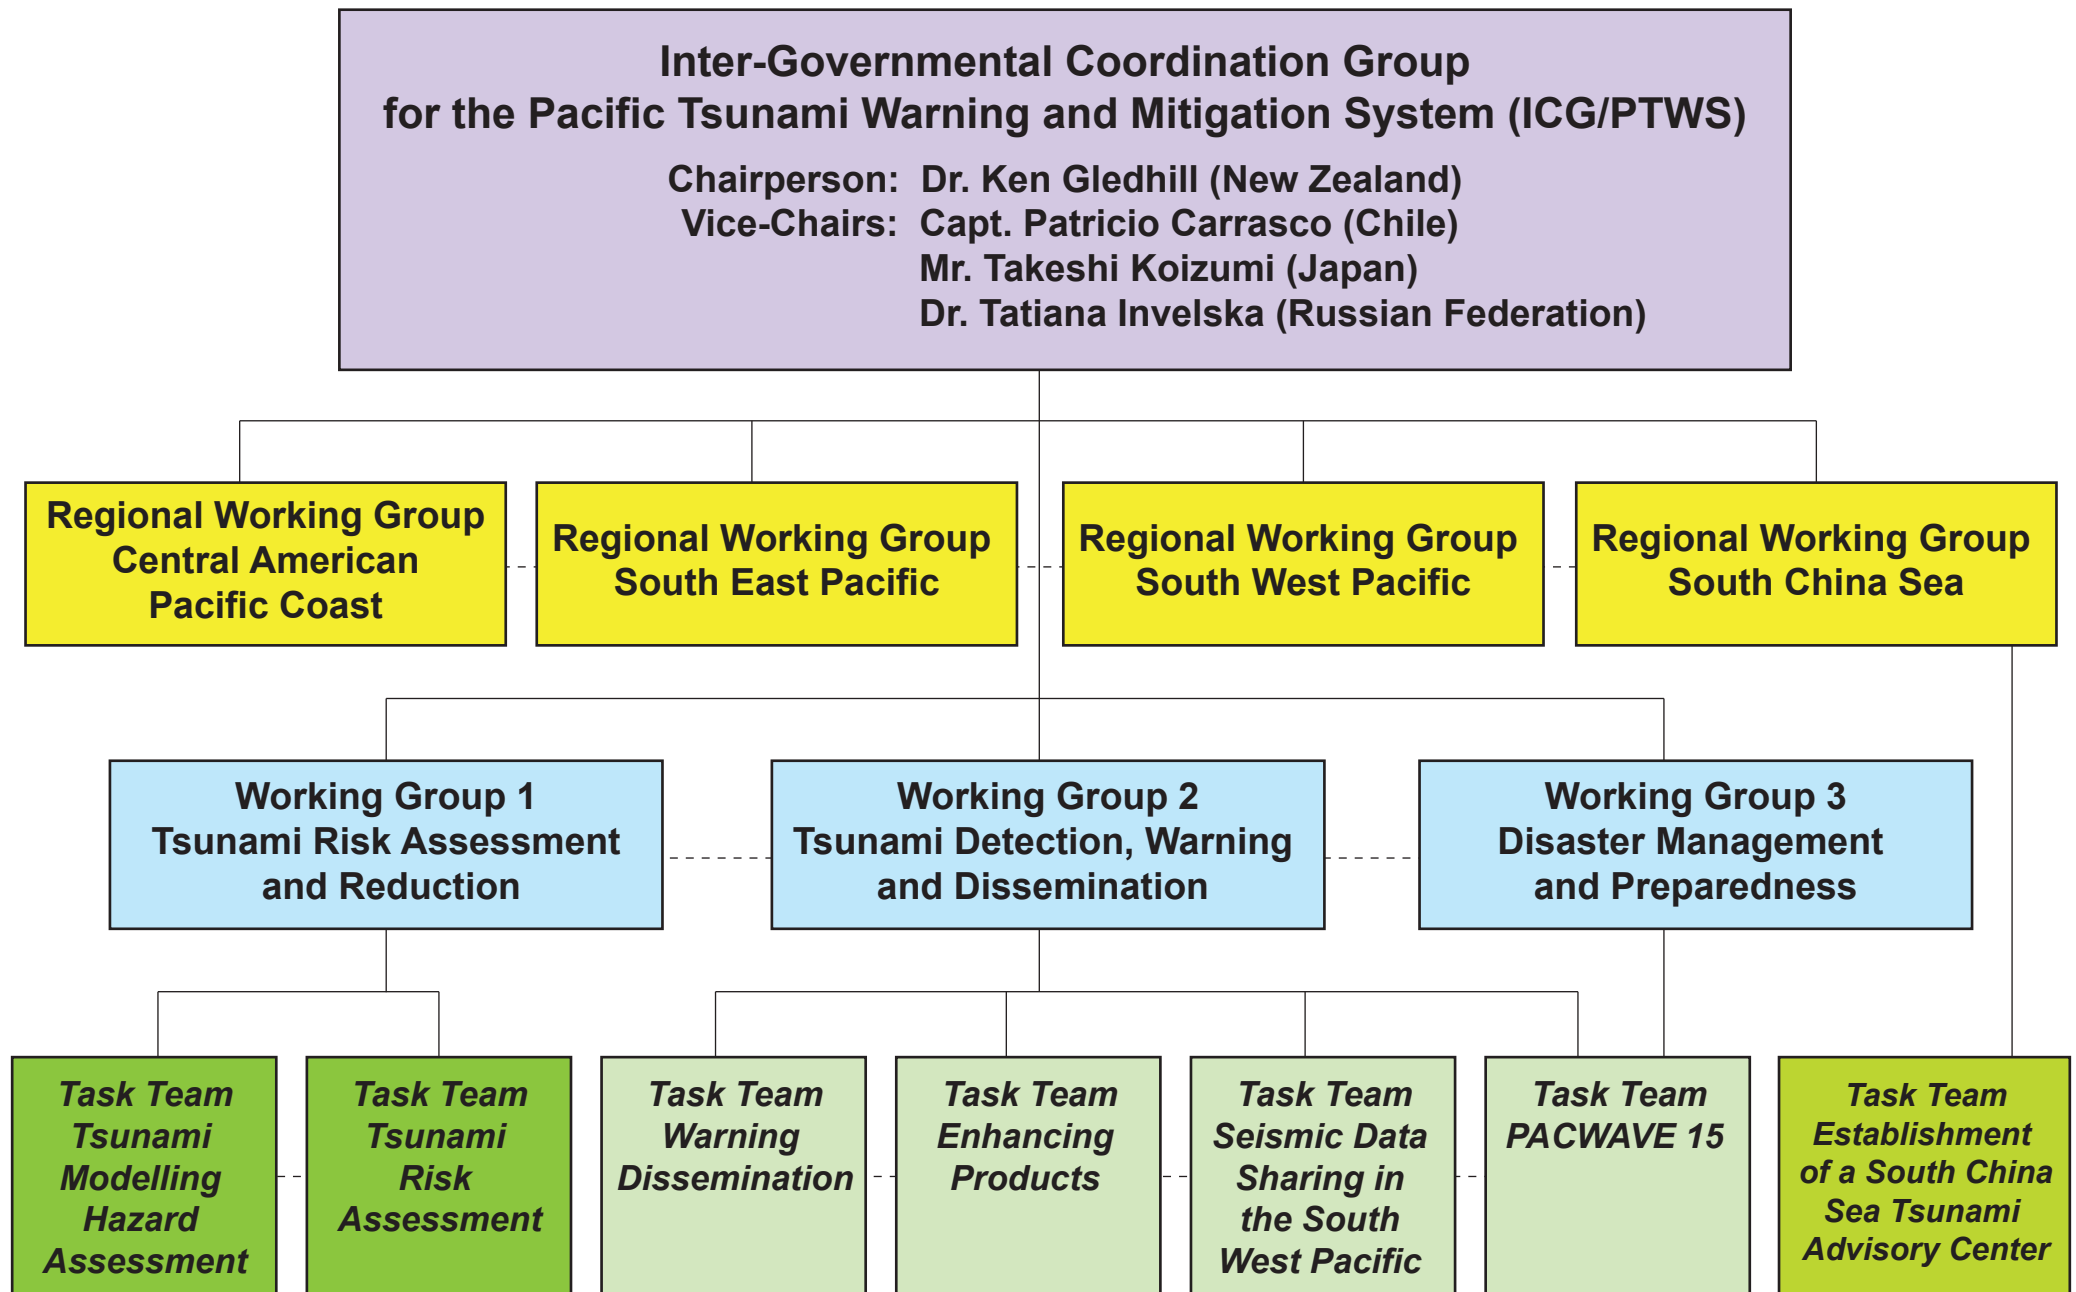 Inter-Governmental Coordination Group
for the Pacific Tsunami Warning and Mitigation System (ICG/PTWS)
Chairperson: Dr. Ken Gledhill (New Zealand)
Vice-Chairs: Capt. Patricio Carrasco (Chile)
Mr. Takeshi Koizumi (Japan)
Dr. Tatiana Invelska (Russian Federation)
Regional Working Group
Central American
Pacific Coast
Regional Working Group
South East Pacific
Regional Working Group
South West Pacific
Regional Working Group
South China Sea
Working Group 1
Tsunami Risk Assessment
and Reduction
Working Group 2
Tsunami Detection, Warning
and Dissemination
Working Group 3
Disaster Management
and Preparedness
Task Team
Tsunami
Modelling
Hazard
Assessment
Task Team
Tsunami
Risk
Assessment
Task Team
Warning
Dissemination
Task Team
Enhancing
Products
Task Team
Seismic Data
Sharing in
the South
West Pacific
Task Team
PACWAVE 15
Task Team
Establishment
of a South China
Sea Tsunami
Advisory Center